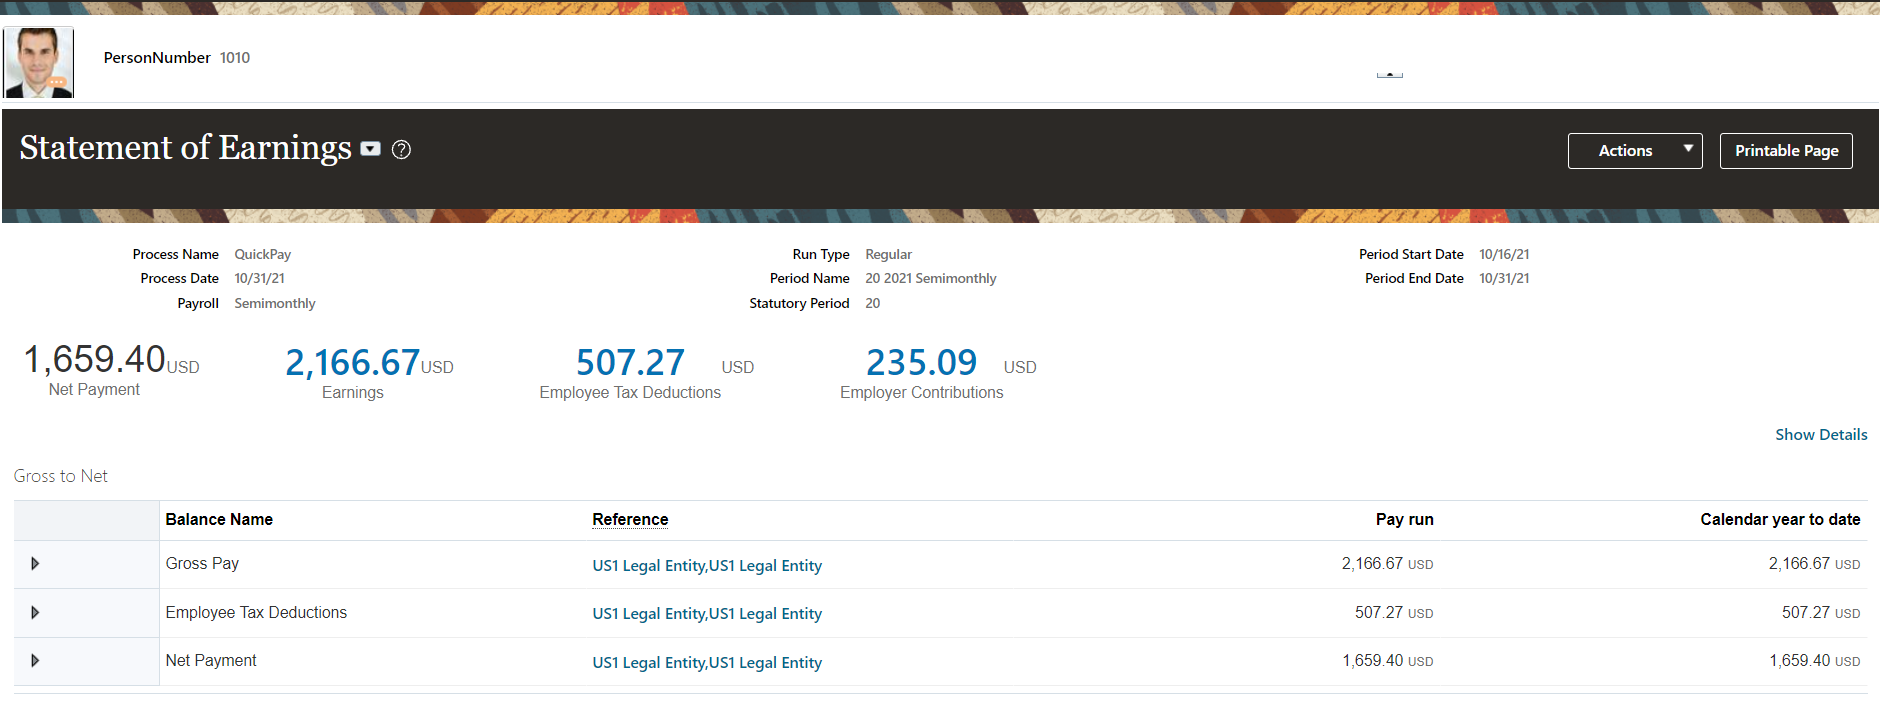 PersonNumber 1010
Statement of Earnings ?
Actions
Printable Page
Process Name QuickPay
Process Date 10/31/21
Payroll Semimonthly
Run Type Regular
Period Name 20 2021 Semimonthly
Statutory Period 20
Period Start Date 10/16/21
Period End Date 10/31/21
1,659.40 USD
Net Payment
2,166.67 USD
Earnings
507.27 USD
Employee Tax Deductions
235.09 USD
Employer Contributions
Show Details
Gross to Net
Balance Name Reference Pay run Calendar year to date
Gross Pay US1 Legal Entity,US1 Legal Entity 2,166.67 USD 2,166.67 USD
Employee Tax Deductions US1 Legal Entity,US1 Legal Entity 507.27 USD 507.27 USD
Net Payment US1 Legal Entity,US1 Legal Entity 1,659.40 USD 1,659.40 USD